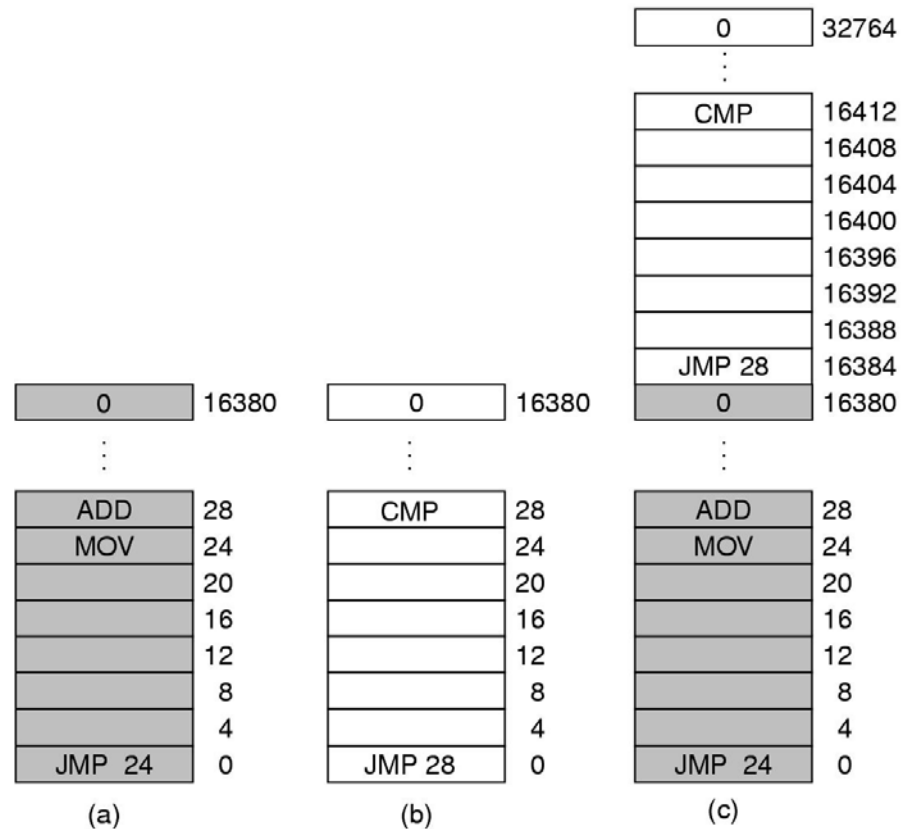 0 32764
CMP 16412
16408
16404
16400
16396
16392
16388
JMP 28 16384
0 16380 0 16380 0 16380
ADD 28 CMP 28 ADD 28
MOV 24 24 MOV 24
20 20 20
16 16 16
12 12 12
8 8 8
4 4 4
JMP 24 0 JMP 28 0 JMP 24 0
(a) (b) (c)